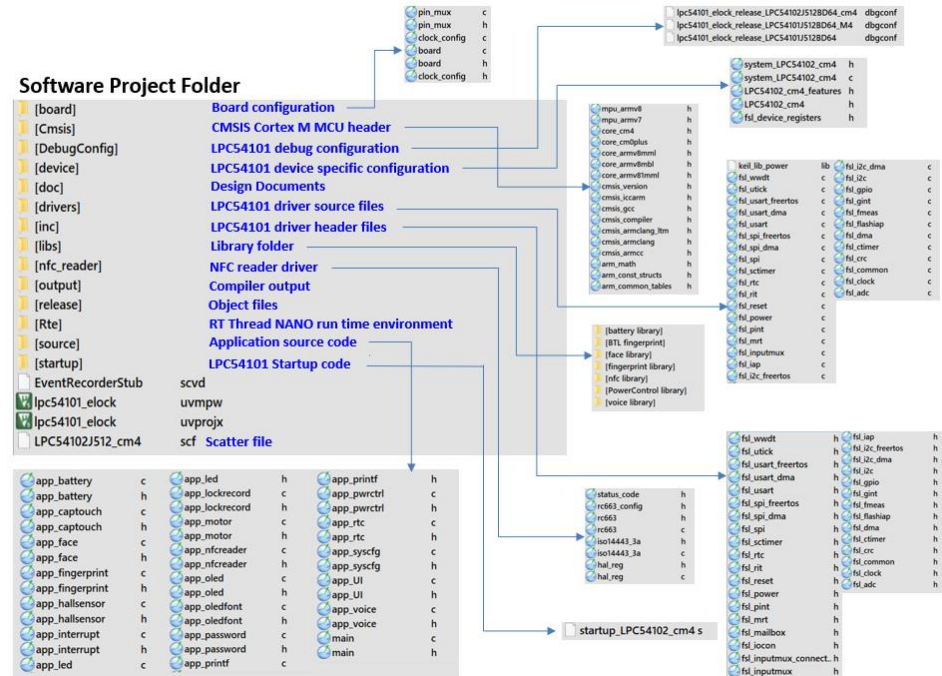 pin_mux c
pin_mux h
clock_config c
board c
board h
clock_config h
lpc54101_elock_release_LPC54102J512BD64_cm4 dbgconf
lpc54101_elock_release_LPC54101J512BD64_M4 dbgconf
lpc54101_elock_release_LPC54101J512BD64 dbgconf
system_LPC54102_cm4 h
system_LPC54102_cm4 c
LPC54102_cm4_features h
LPC54102_cm4 h
fsl_device_registers h
Software Project Folder
[board] Board configuration
[Cmsis] CMSIS Cortex M MCU header
[DebugConfig] LPC54101 debug configuration
[device] LPC54101 device specific configuration
[doc] Design Documents
[drivers] LPC54101 driver source files
[inc] LPC54101 driver header files
[libs] Library folder
[nfc_reader] NFC reader driver
[output] Compiler output
[release] Object files
[Rte] RT Thread NANO run time environment
[source] Application source code
[startup] LPC54101 Startup code
EventRecorderStub scvd
lpc54101_elock uvmpw
lpc54101_elock uvprojx
LPC54102J512_cm4 scf Scatter file
mpu_armv8 h
mpu_armv7 h
core_cm4 h
core_cm0plus h
core_armv8mml h
core_armv8mbl h
core_armv81mml h
cmsis_version h
cmsis_iccarm h
cmsis_gcc h
cmsis_compiler h
cmsis_armclang_ltm h
cmsis_armclang h
cmsis_armcc h
arm_math h
arm_const_structs h
arm_common_tables h
keil_lib_power lib
fsl_wwdt c
fsl_utick c
fsl_usart_freertos c
fsl_usart_dma c
fsl_usart c
fsl_spi_freertos c
fsl_spi_dma c
fsl_spi c
fsl_sctimer c
fsl_rtc c
fsl_rit c
fsl_reset c
fsl_power c
fsl_pint c
fsl_mrt c
fsl_inputmux c
fsl_iap c
fsl_i2c_freertos c
fsl_i2c_dma c
fsl_i2c c
fsl_gpio c
fsl_gint c
fsl_fmeas c
fsl_flashiap c
fsl_dma c
fsl_ctimer c
fsl_crc c
fsl_common c
fsl_clock c
fsl_adc c
[battery library]
[BTL fingerprint]
[face library]
[fingerprint library]
[nfc library]
[PowerControl library]
[voice library]
app_battery c
app_battery h
app_captouch c
app_captouch h
app_face c
app_face h
app_fingerprint c
app_fingerprint h
app_hallsensor c
app_hallsensor h
app_interrupt c
app_interrupt h
app_led c
app_led h
app_lockrecord c
app_lockrecord h
app_motor c
app_motor h
app_nfcreader c
app_nfcreader h
app_oled c
app_oled h
app_oledfont c
app_oledfont h
app_password c
app_password h
app_printf c
app_printf h
app_pwrctrl c
app_pwrctrl h
app_rtc c
app_rtc h
app_syscfg c
app_syscfg h
app_UI c
app_UI h
app_voice c
app_voice h
main c
main h
status_code h
rc663_config h
rc663 h
rc663 c
iso14443_3a h
iso14443_3a c
hal_reg h
hal_reg c
startup_LPC54102_cm4 s
fsl_wwdt h
fsl_utick h
fsl_usart_freertos h
fsl_usart_dma h
fsl_usart h
fsl_spi_freertos h
fsl_spi_dma h
fsl_spi h
fsl_sctimer h
fsl_rtc h
fsl_rit h
fsl_reset h
fsl_power h
fsl_pint h
fsl_mrt h
fsl_mailbox h
fsl_iocon h
fsl_inputmux_connect.. h
fsl_inputmux h
fsl_iap h
fsl_i2c_freertos h
fsl_i2c_dma h
fsl_i2c h
fsl_gpio h
fsl_gint h
fsl_fmeas h
fsl_flashiap h
fsl_dma h
fsl_ctimer h
fsl_crc h
fsl_common h
fsl_clock h
fsl_adc h